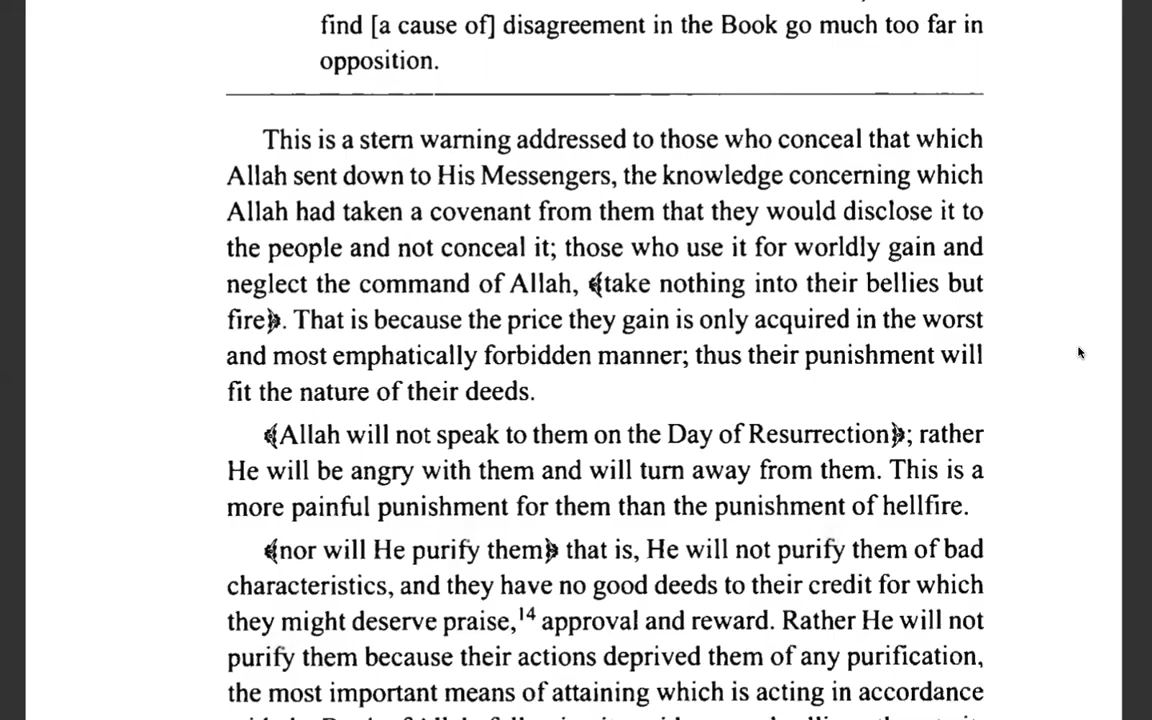 find [a cause of] disagreement in the Book go much too far in
opposition.
This is a stern warning addressed to those who conceal that which
Allah sent down to His Messengers, the knowledge concerning which
Allah had taken a covenant from them that they would disclose it to
the people and not conceal it; those who use it for worldly gain and
neglect the command of Allah, ﴾take nothing into their bellies but
fire﴿. That is because the price they gain is only acquired in the worst
and most emphatically forbidden manner; thus their punishment will
fit the nature of their deeds.
﴾Allah will not speak to them on the Day of Resurrection﴿; rather
He will be angry with them and will turn away from them. This is a
more painful punishment for them than the punishment of hellfire.
﴾nor will He purify them﴿ that is, He will not purify them of bad
characteristics, and they have no good deeds to their credit for which
they might deserve praise,¹⁴ approval and reward. Rather He will not
purify them because their actions deprived them of any purification,
the most important means of attaining which is acting in accordance